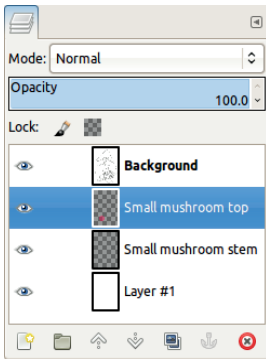 Mode: Normal
Opacity
100.0
Lock:
Background
Small mushroom top
Small mushroom stem
Layer #1